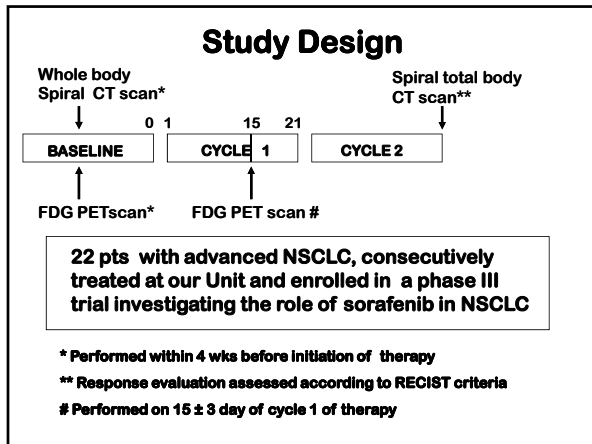 Study Design
Whole body
Spiral CT scan*
Spiral total body
CT scan**
0 1 15 21
BASELINE CYCLE 1 CYCLE 2
FDG PETscan* FDG PET scan #
22 pts with advanced NSCLC, consecutively
treated at our Unit and enrolled in a phase III
trial investigating the role of sorafenib in NSCLC
* Performed within 4 wks before initiation of therapy
** Response evaluation assessed according to RECIST criteria
# Performed on 15 ± 3 day of cycle 1 of therapy